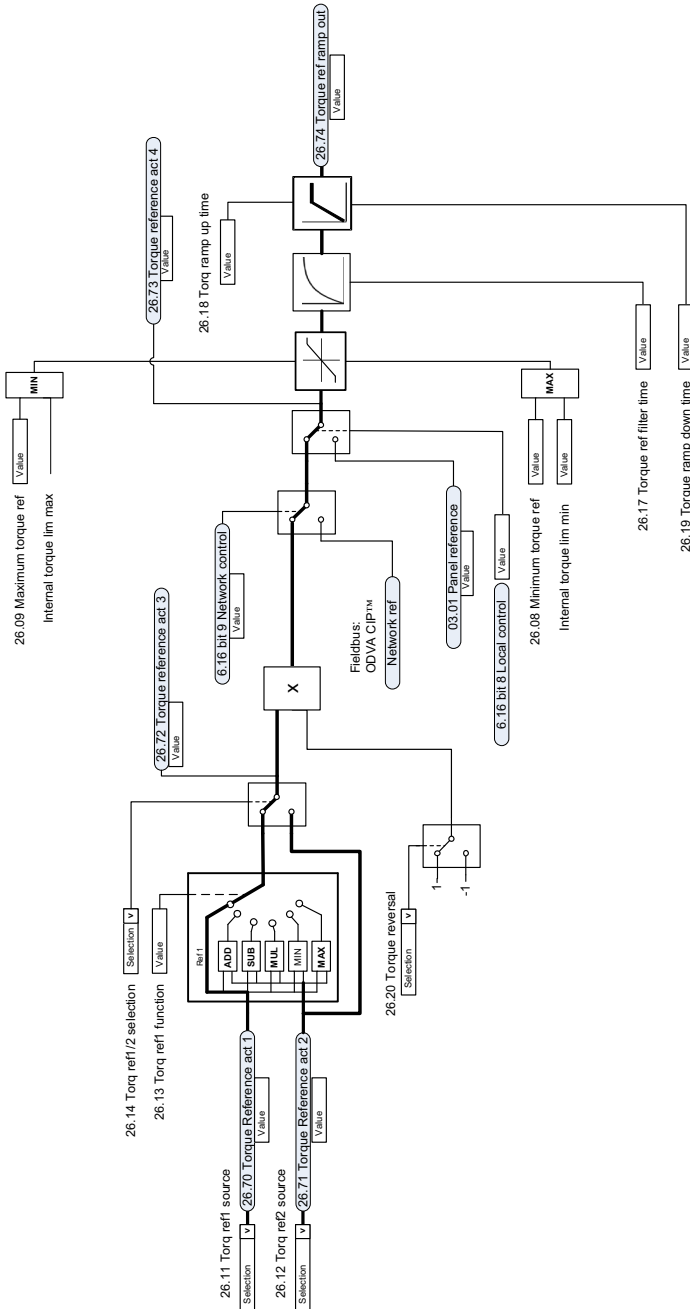 26.11 Torq ref1 source
Selection v
26.70 Torque Reference act 1
Value
26.12 Torq ref2 source
Selection v
26.71 Torque Reference act 2
Value
26.14 Torq ref1/2 selection
Selection v
26.13 Torq ref1 function
Value
Ref 1
ADD
SUB
MUL
MIN
MAX
26.20 Torque reversal
Selection v
1
-1
26.72 Torque reference act 3
Value
X
6.16 bit 9 Network control
Value
Fieldbus:
ODVA CIP™
Network ref
03.01 Panel reference
Value
6.16 bit 8 Local control
Value
26.73 Torque reference act 4
Value
26.09 Maximum torque ref
Value
Internal torque lim max
MIN
26.08 Minimum torque ref
Value
Internal torque lim min
Value
MAX
26.18 Torq ramp up time
Value
26.17 Torque ref filter time
Value
26.19 Torque ramp down time
Value
26.74 Torque ref ramp out
Value